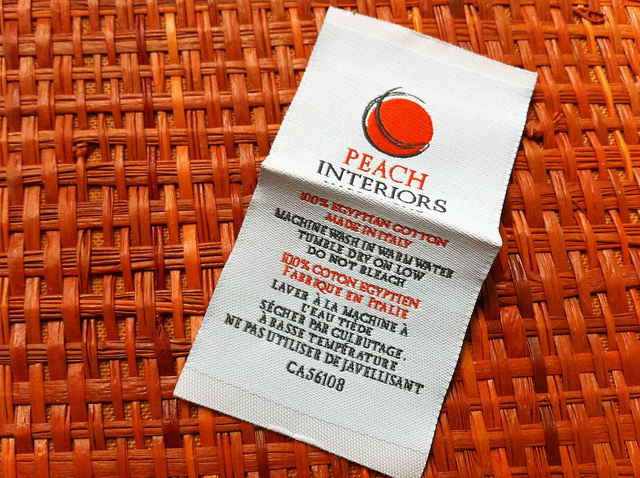 PEACH
INTERIORS
100% EGYPTIAN COTTON
MADE IN ITALY
MACHINE WASH IN WARM WATER
TUMBLE DRY ON LOW
DO NOT BLEACH
100% COTON EGYPTIEN
FABRIQUE EN ITALIE
LAVER À LA MACHINE À
L'EAU TIÈDE
SÉCHER PAR CULBUTAGE,
À BASSE TEMPÉRATURE
NE PAS UTILISER DE JAVELLISANT
CA56108